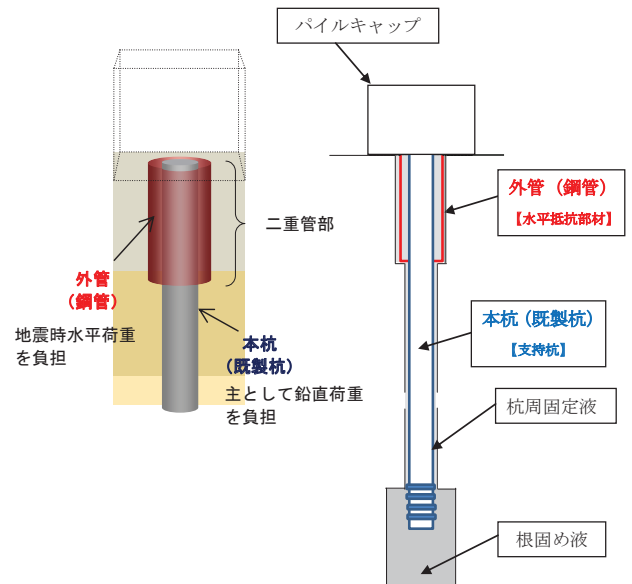 パイルキャップ
二重管部
外管
（鋼管）
地震時水平荷重
を負担
本杭
（既製杭）
主として鉛直荷重
を負担
外管（鋼管）
【水平抵抗部材】
本杭（既製杭）
【支持杭】
杭周固定液
根固め液